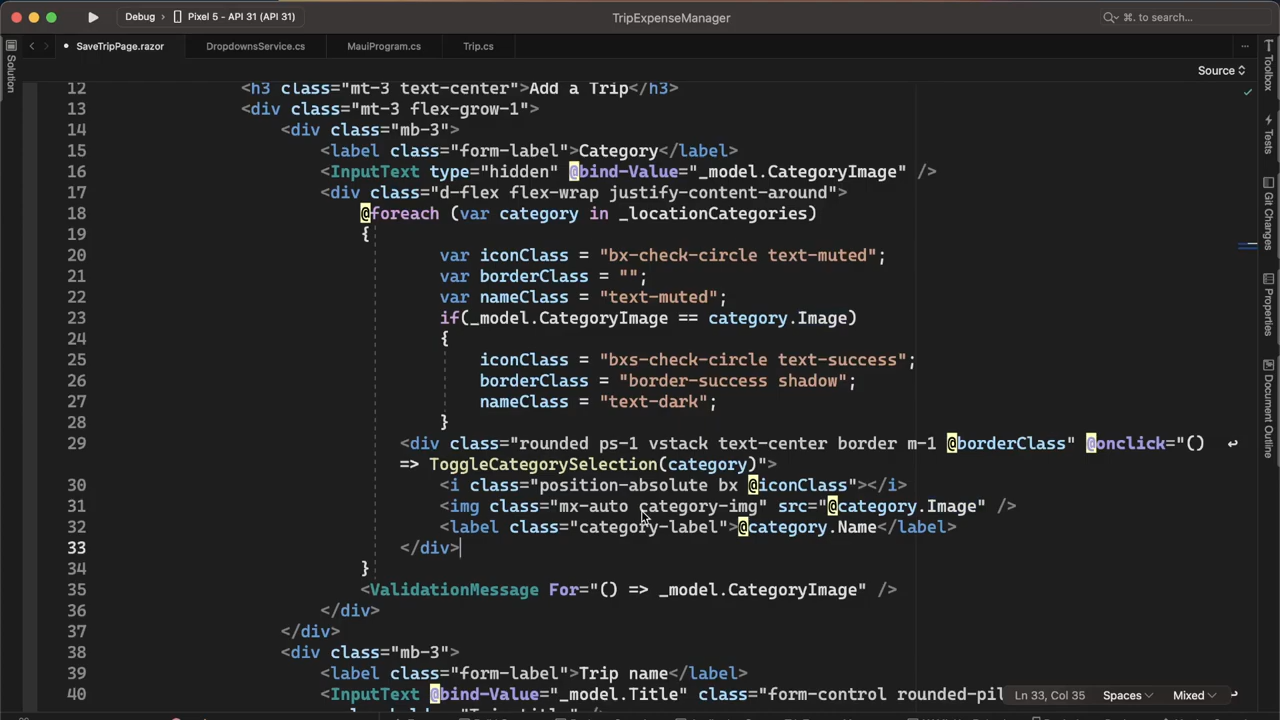 Debug > Pixel 5 - API 31 (API 31)
TripExpenseManager
⌘. to search...
SaveTripPage.razor
DropdownsService.cs
MauiProgram.cs
Trip.cs
Solution
Toolbox
Tests
Git Changes
Properties
Document Outline
Source
12 <h3 class="mt-3 text-center">Add a Trip</h3>
13 <div class="mt-3 flex-grow-1">
14 <div class="mb-3">
15 <label class="form-label">Category</label>
16 <InputText type="hidden" @bind-Value="_model.CategoryImage" />
17 <div class="d-flex flex-wrap justify-content-around">
18 @foreach (var category in _locationCategories)
19 {
20 var iconClass = "bx-check-circle text-muted";
21 var borderClass = "";
22 var nameClass = "text-muted";
23 if(_model.CategoryImage == category.Image)
24 {
25 iconClass = "bxs-check-circle text-success";
26 borderClass = "border-success shadow";
27 nameClass = "text-dark";
28 }
29 <div class="rounded ps-1 vstack text-center border m-1 @borderClass" @onclick="()
=> ToggleCategorySelection(category)">
30 <i class="position-absolute bx @iconClass"></i>
31 <img class="mx-auto category-img" src="@category.Image" />
32 <label class="category-label">@category.Name</label>
33 </div>
34 }
35 <ValidationMessage For="() => _model.CategoryImage" />
36 </div>
37 </div>
38 <div class="mb-3">
39 <label class="form-label">Trip name</label>
40 <InputText @bind-Value="_model.Title" class="form-control rounded-pil
Ln 33, Col 35 Spaces Mixed